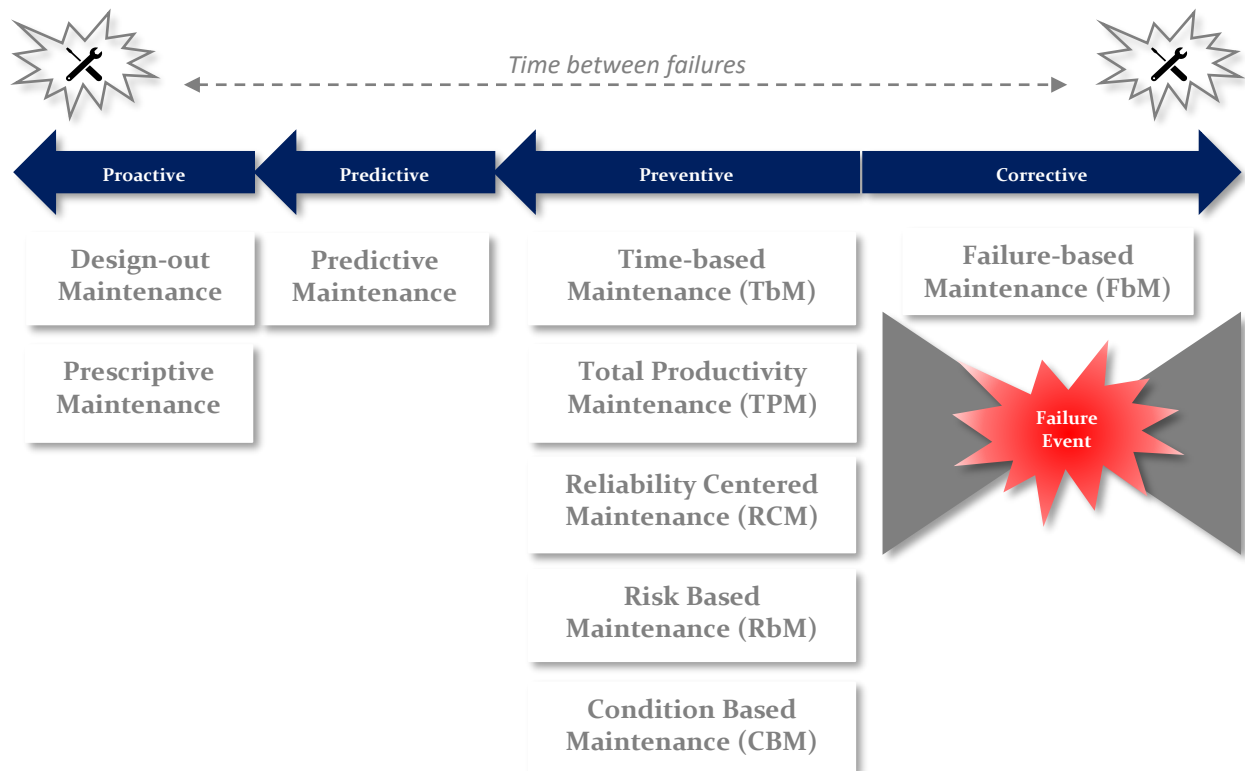 Time between failures
Proactive
Predictive
Preventive
Corrective
Design-out
Maintenance
Predictive
Maintenance
Time-based
Maintenance (TbM)
Failure-based
Maintenance (FbM)
Prescriptive
Maintenance
Total Productivity
Maintenance (TPM)
Failure
Event
Reliability Centered
Maintenance (RCM)
Risk Based
Maintenance (RbM)
Condition Based
Maintenance (CBM)